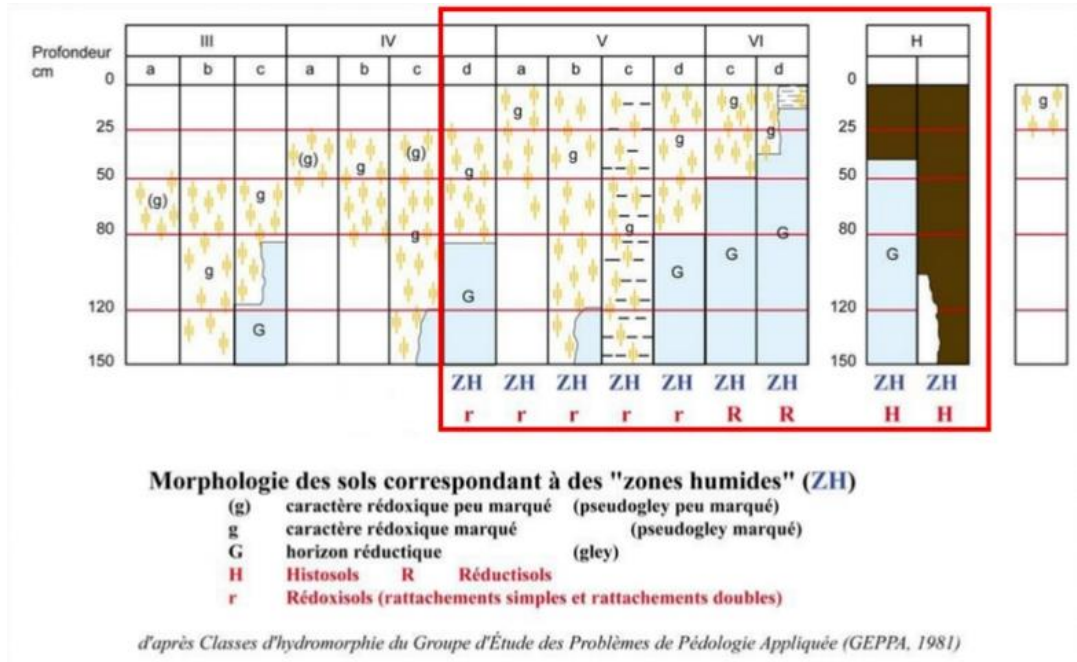 III IV V VI H
Profondeur
cm
a b c a b c d a b c d c d
0 0
25 25
50 50
80 80
120 120
150 150
(g) g g G (g) g (g) g g g G g g g g G g G g G G g
ZH ZH ZH ZH ZH ZH ZH ZH ZH
r r r r r R R H H
Morphologie des sols correspondant à des "zones humides" (ZH)
(g) caractère rédoxique peu marqué (pseudogley peu marqué)
g caractère rédoxique marqué (pseudogley marqué)
G horizon réductique (gley)
H Histosols R Réductisols
r Rédoxisols (rattachements simples et rattachements doubles)
d'après Classes d'hydromorphie du Groupe d'Étude des Problèmes de Pédologie Appliquée (GEPPA, 1981)